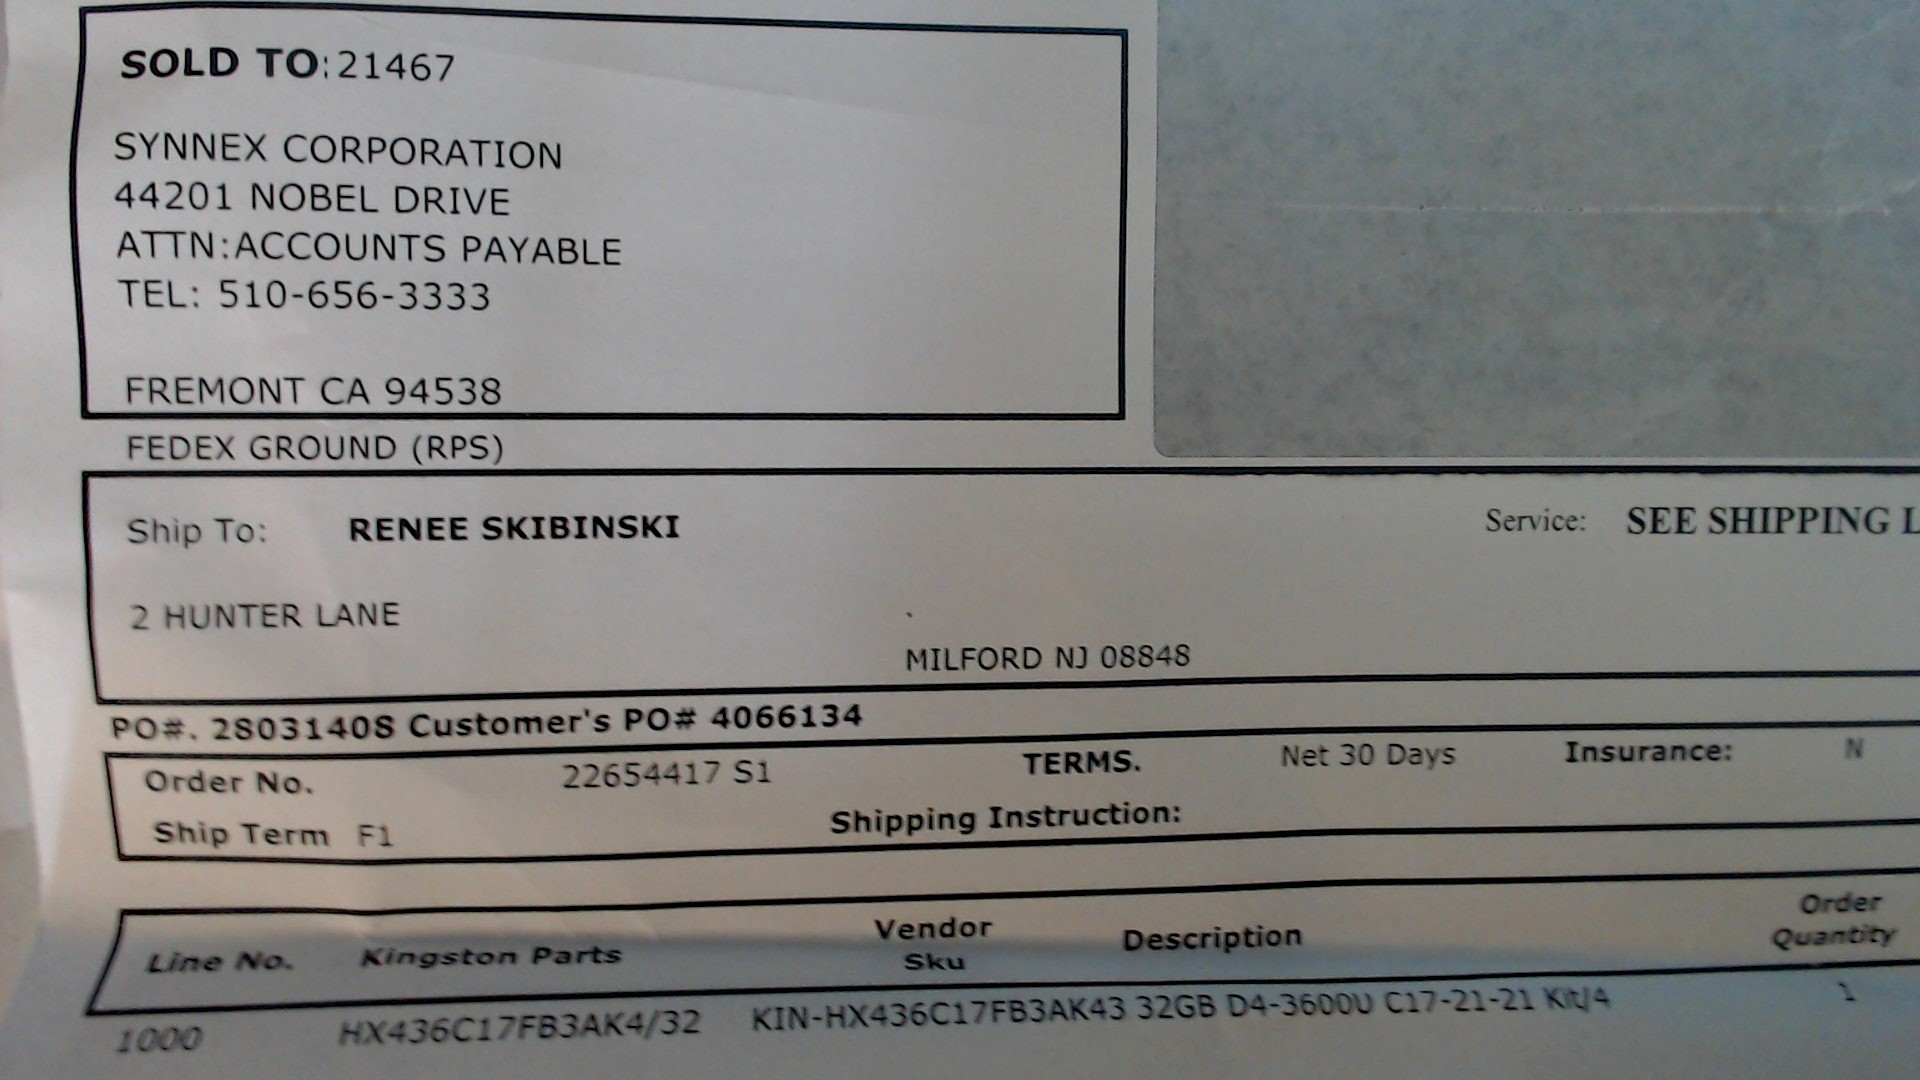 SOLD TO:21467
SYNNEX CORPORATION
44201 NOBEL DRIVE
ATTN:ACCOUNTS PAYABLE
TEL: 510-656-3333
FREMONT CA 94538
FEDEX GROUND (RPS)
Ship To: RENEE SKIBINSKI
Service: SEE SHIPPING L
2 HUNTER LANE
MILFORD NJ 08848
PO#. 28031408 Customer's PO# 4066134
Order No. 22654417 S1 TERMS. Net 30 Days Insurance: N
Ship Term F1 Shipping Instruction:
Line No. Kingston Parts Vendor Sku Description Order Quantity
1000 HX436C17FB3AK4/32 KIN-HX436C17FB3AK43 32GB D4-3600U C17-21-21 Kit/4 1